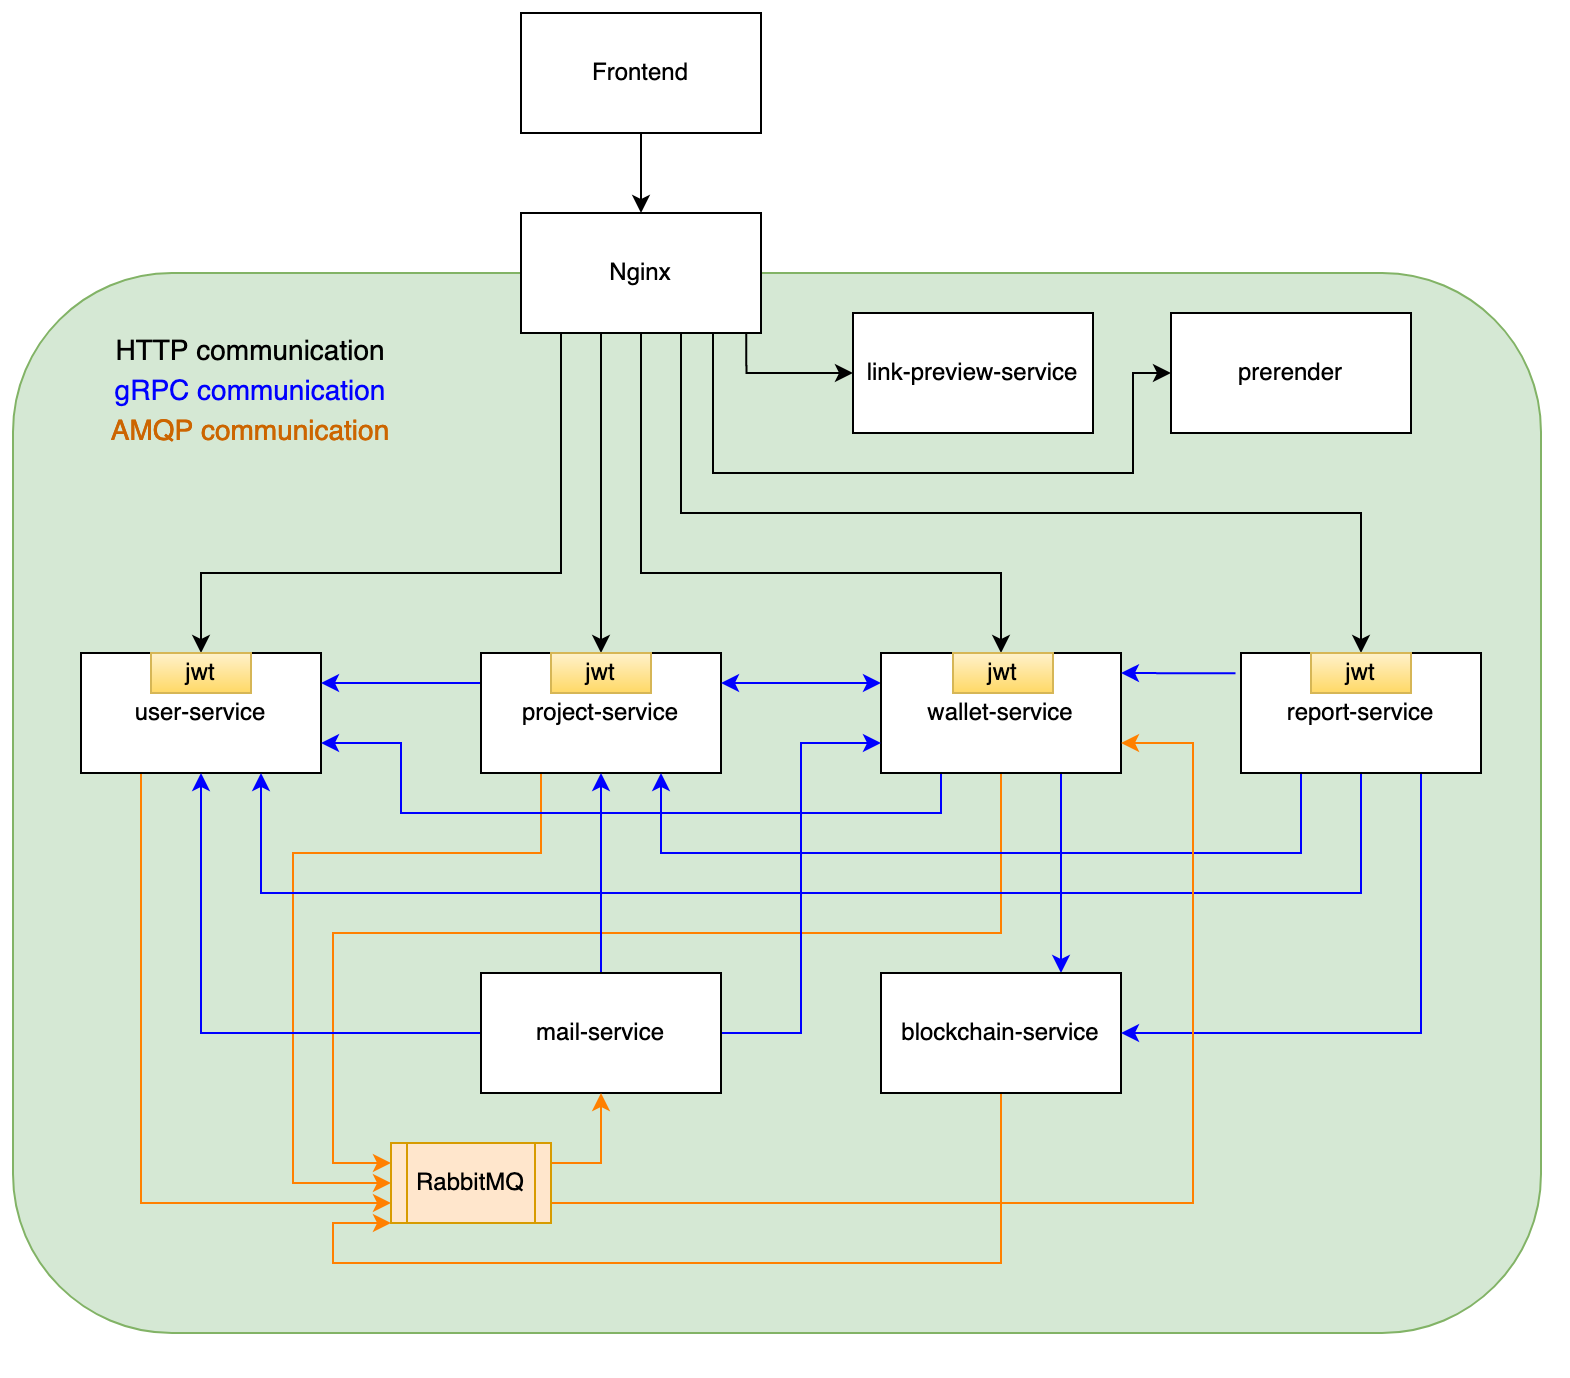 Frontend
Nginx
HTTP communication
gRPC communication
AMQP communication
link-preview-service
prerender
jwt
user-service
jwt
project-service
jwt
wallet-service
jwt
report-service
mail-service
blockchain-service
RabbitMQ